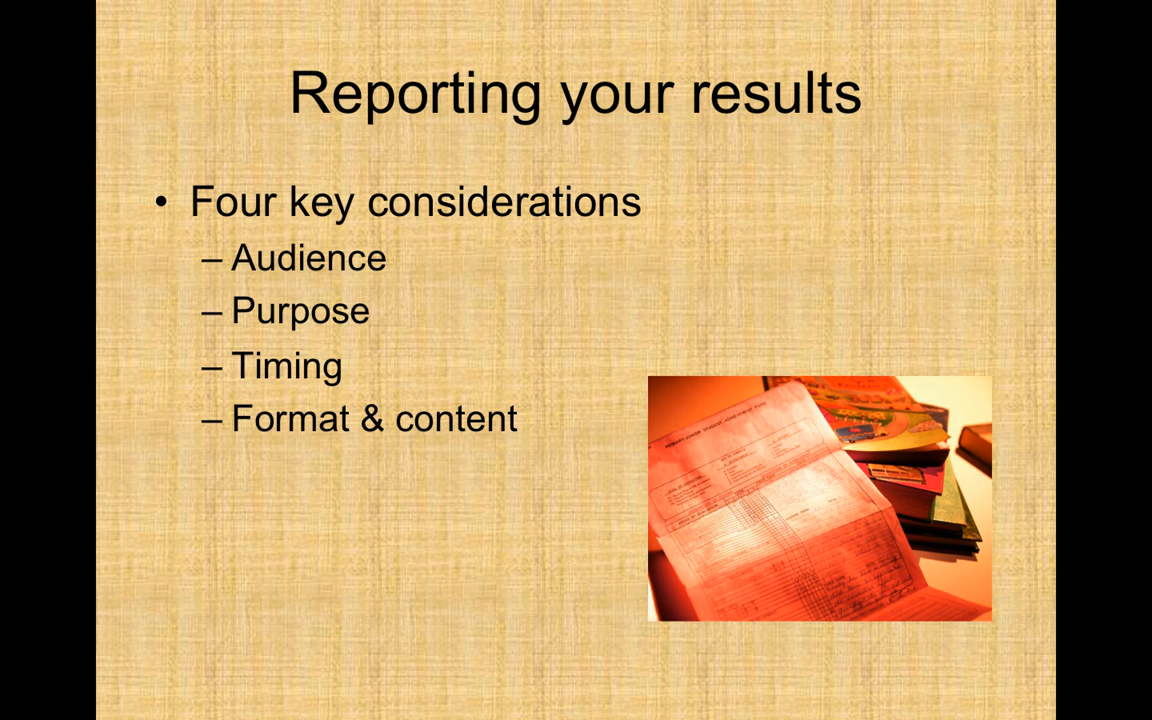 Reporting your results
• Four key considerations
– Audience
– Purpose
– Timing
– Format & content